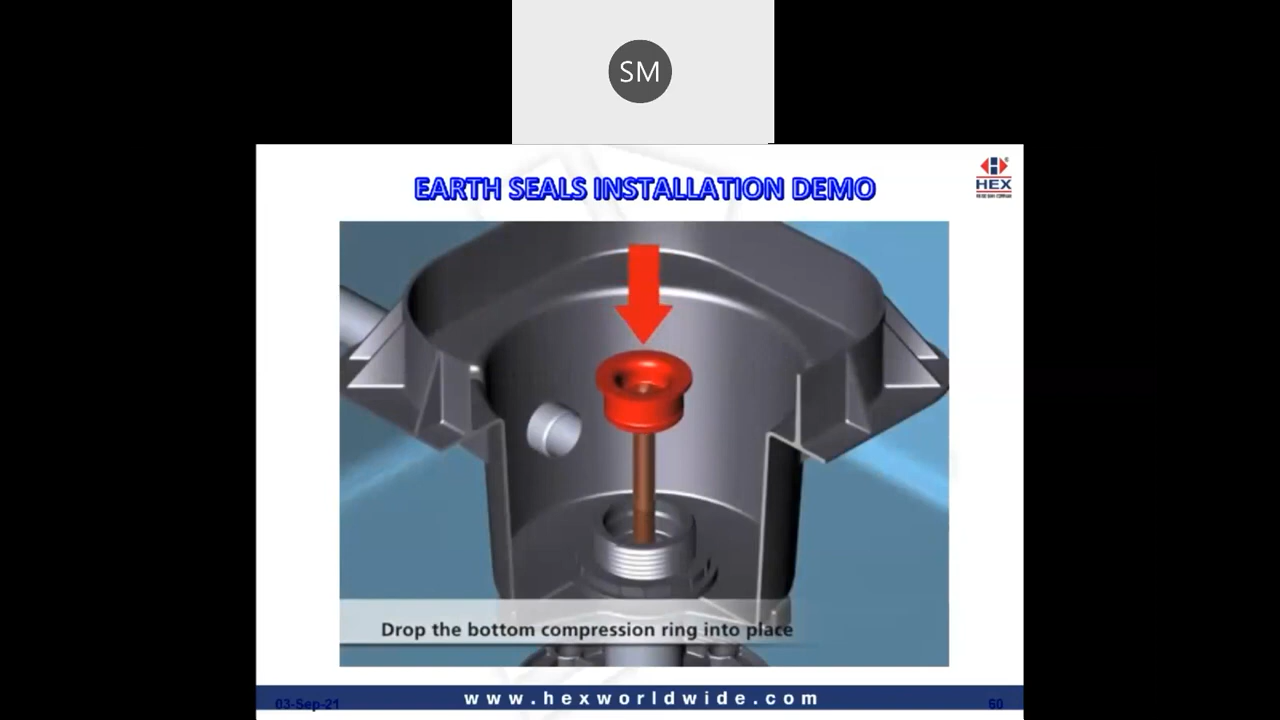 SM
EARTH SEALS INSTALLATION DEMO
HEX
Drop the bottom compression ring into place
www.hexworldwide.com
03-Sep-21
60